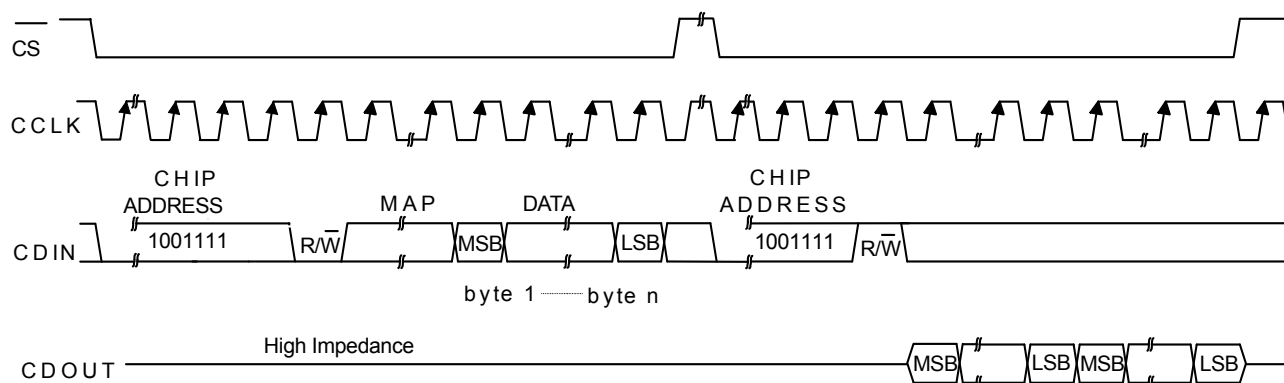 CS
CCLK
CHIP
ADDRESS
MAP
DATA
CHIP
ADDRESS
CDIN
1001111
R/W
MSB
LSB
1001111
R/W
byte 1
byte n
High Impedance
CDOUT
MSB
LSB
MSB
LSB